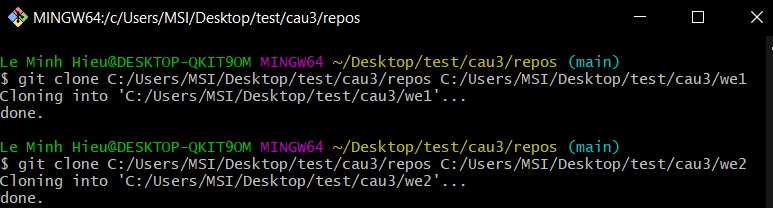 MINGW64:/c/Users/MSI/Desktop/test/cau3/repos
Le Minh Hieu@DESKTOP-QKIT9OM MINGW64 ~/Desktop/test/cau3/repos (main)
$ git clone C:/Users/MSI/Desktop/test/cau3/repos C:/Users/MSI/Desktop/test/cau3/we1
Cloning into 'C:/Users/MSI/Desktop/test/cau3/we1'...
done.
Le Minh Hieu@DESKTOP-QKIT9OM MINGW64 ~/Desktop/test/cau3/repos (main)
$ git clone C:/Users/MSI/Desktop/test/cau3/repos C:/Users/MSI/Desktop/test/cau3/we2
Cloning into 'C:/Users/MSI/Desktop/test/cau3/we2'...
done.